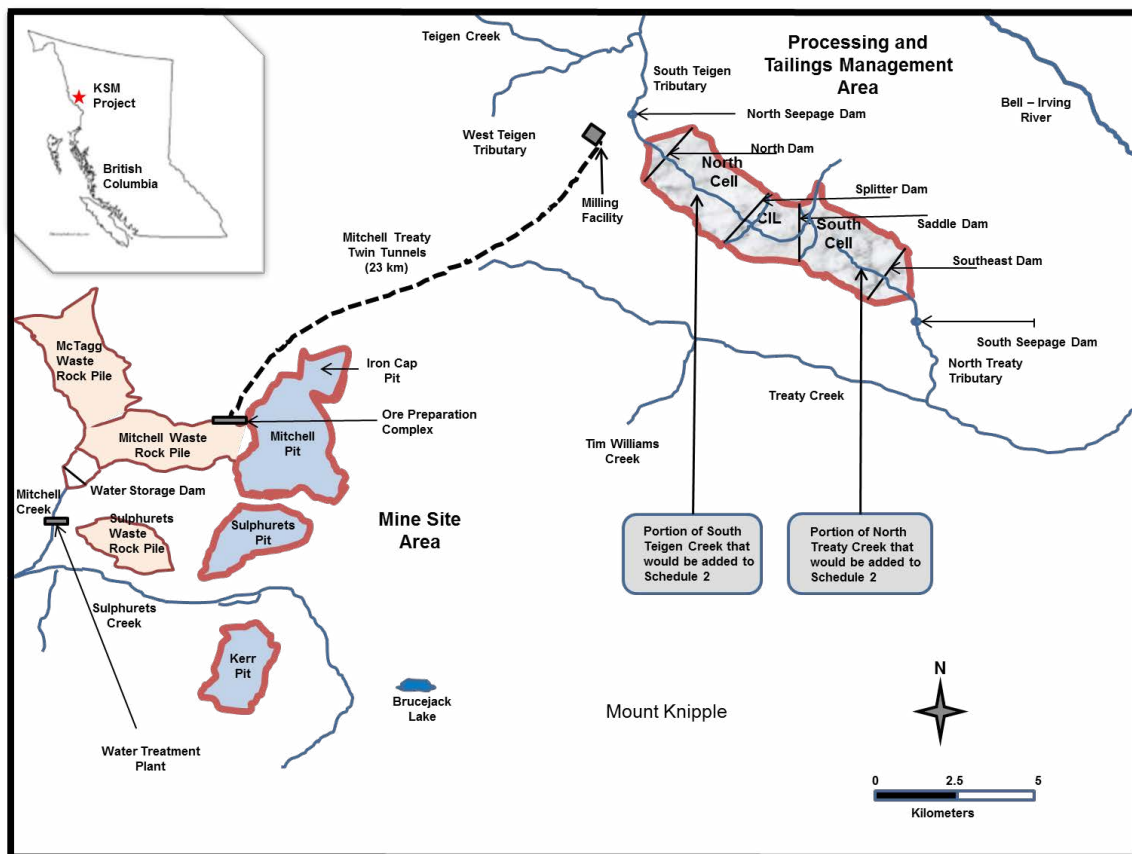 KSM
Project
British
Columbia
Teigen Creek
South Teigen
Tributary
Processing and
Tailings Management
Area
Bell – Irving
River
North Seepage Dam
West Teigen
Tributary
North Dam
North
Cell
Milling
Facility
Splitter Dam
CIL
Saddle Dam
South
Cell
Southeast Dam
Mitchell Treaty
Twin Tunnels
(23 km)
South Seepage Dam
North Treaty
Tributary
McTagg
Waste
Rock Pile
Iron Cap
Pit
Treaty Creek
Ore Preparation
Complex
Mitchell Waste
Rock Pile
Mitchell
Pit
Tim Williams
Creek
Water Storage Dam
Mitchell
Creek
Sulphurets
Waste
Rock Pile
Sulphurets
Pit
Mine Site
Area
Portion of South
Teigen Creek that
would be added to
Schedule 2
Portion of North
Treaty Creek that
would be added to
Schedule 2
Sulphurets
Creek
Kerr
Pit
Brucejack
Lake
Mount Knipple
N
Water Treatment
Plant
0 2.5 5
Kilometers